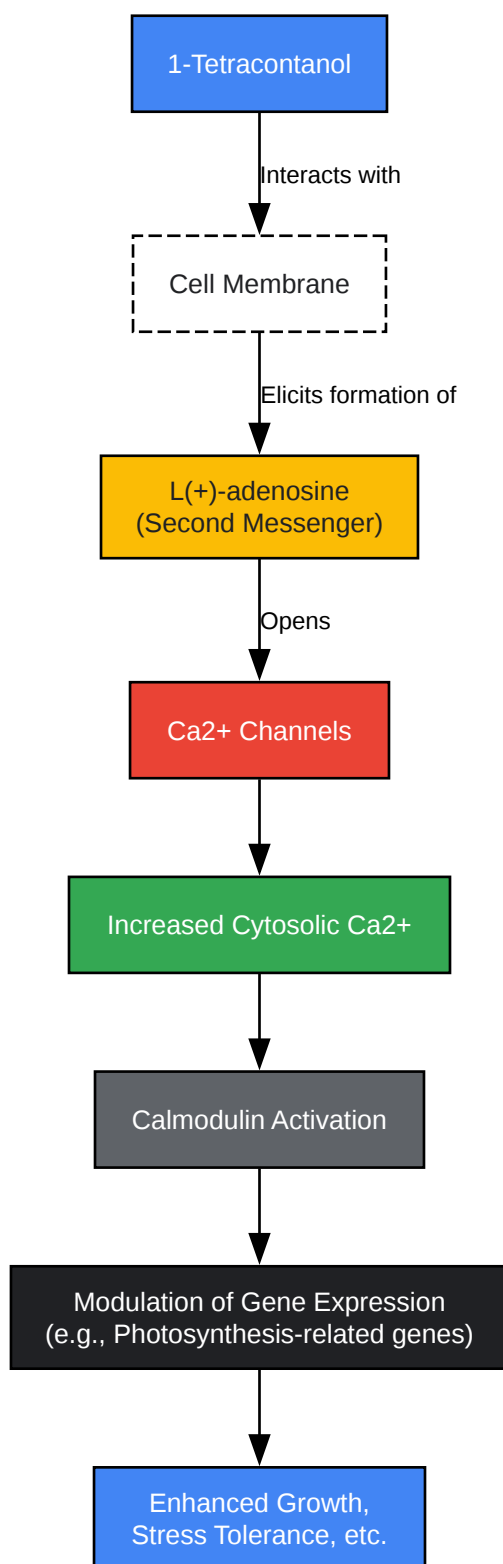 1-Tetracontanol
Interacts with
Cell Membrane
Elicits formation of
L(+)-adenosine
(Second Messenger)
Opens
Ca2+ Channels
Increased Cytosolic Ca2+
Calmodulin Activation
Modulation of Gene Expression
(e.g., Photosynthesis-related genes)
Enhanced Growth,
Stress Tolerance, etc.